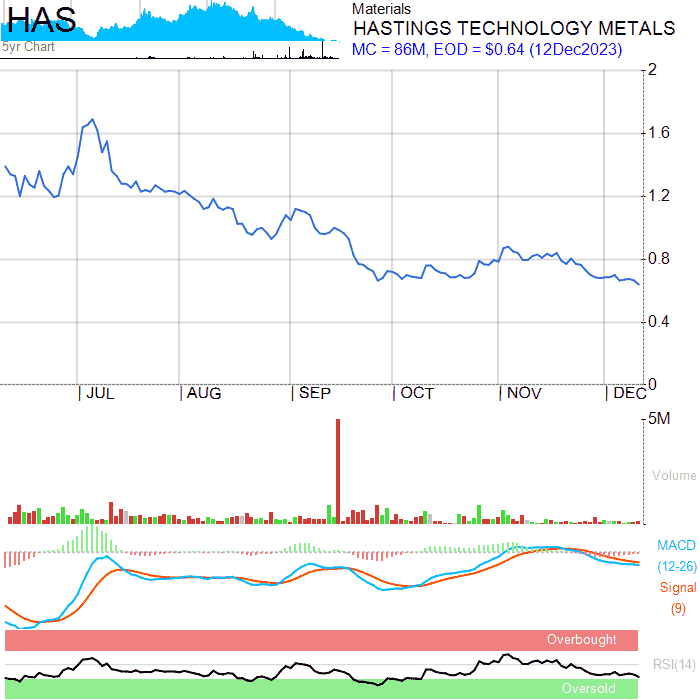 HAS
5yr Chart
Materials
HASTINGS TECHNOLOGY METALS
MC = 86M, EOD = $0.64 (12Dec2023)
2
1.6
1.2
0.8
0.4
0
JUL
AUG
SEP
OCT
NOV
DEC
5M
Volume
MACD
(12-26)
Signal
(9)
Overbought
RSI(14)
Oversold